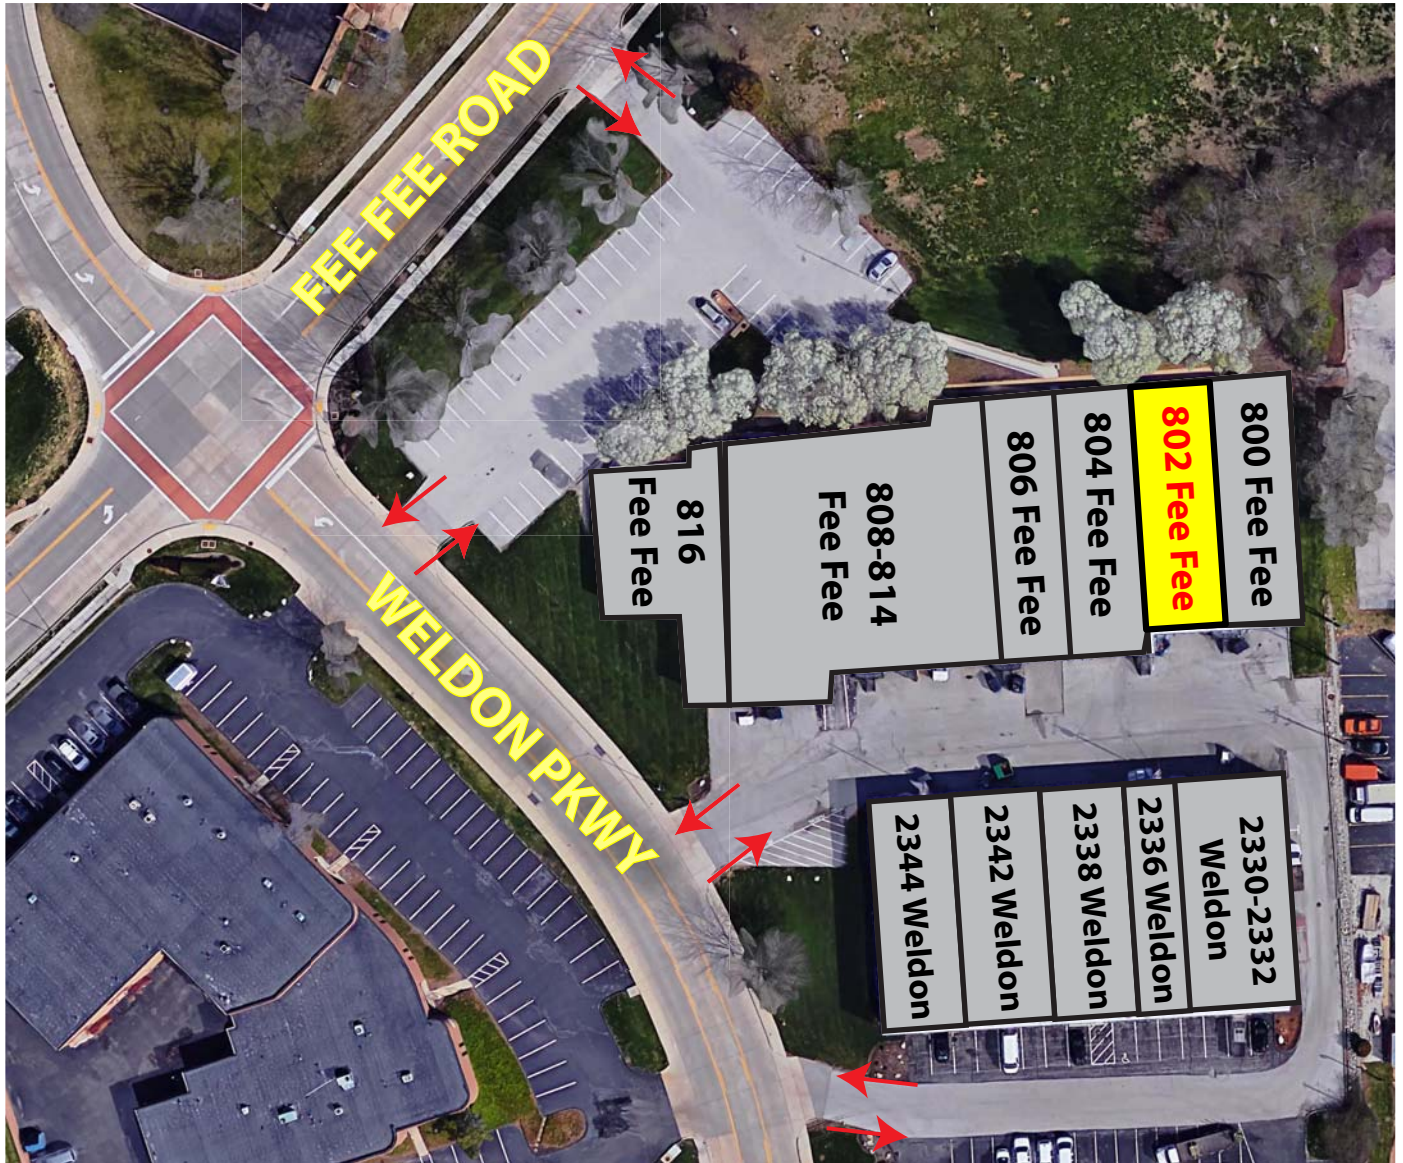 FEE FEE ROAD
WELDON PKWY
816
Fee Fee
808-814
Fee Fee
806 Fee Fee
804 Fee Fee
802 Fee Fee
800 Fee Fee
2344 Weldon
2342 Weldon
2338 Weldon
2336 Weldon
2330-2332
Weldon